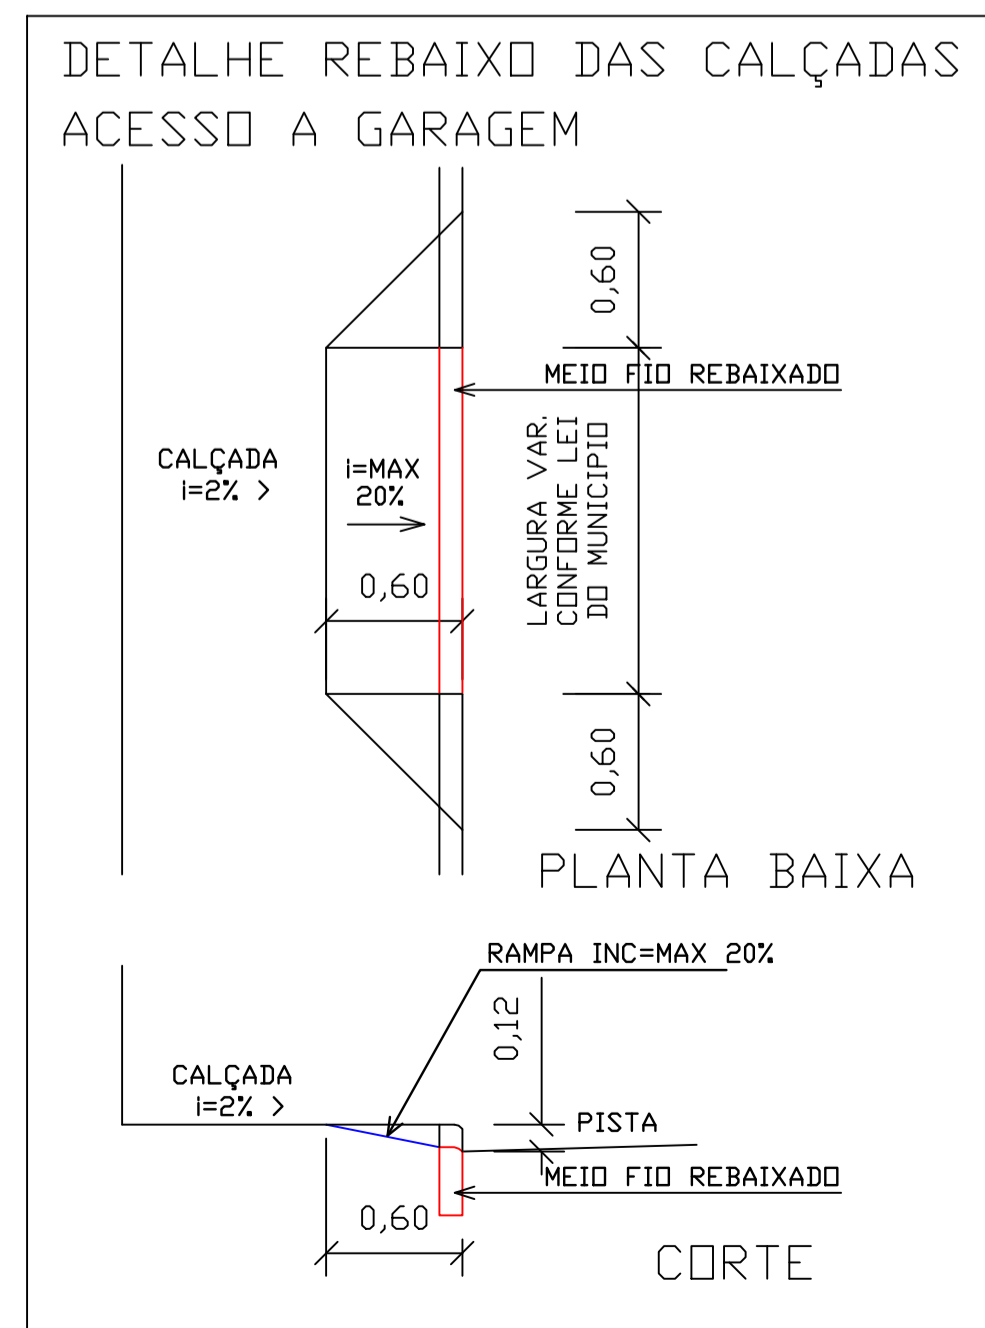 DETALHE REBAIXO DAS CALÇADAS
ACESSO A GARAGEM
0,60
MEIO FIO REBAIXADO
CALÇADA
i=2% >
i=MAX
20%
LARGURA VAR.
CONFORME LEI
DO MUNICIPIO
0,60
0,60
PLANTA BAIXA
RAMPA INC=MAX 20%
0,12
CALÇADA
i=2% >
PISTA
MEIO FIO REBAIXADO
0,60
CORTE